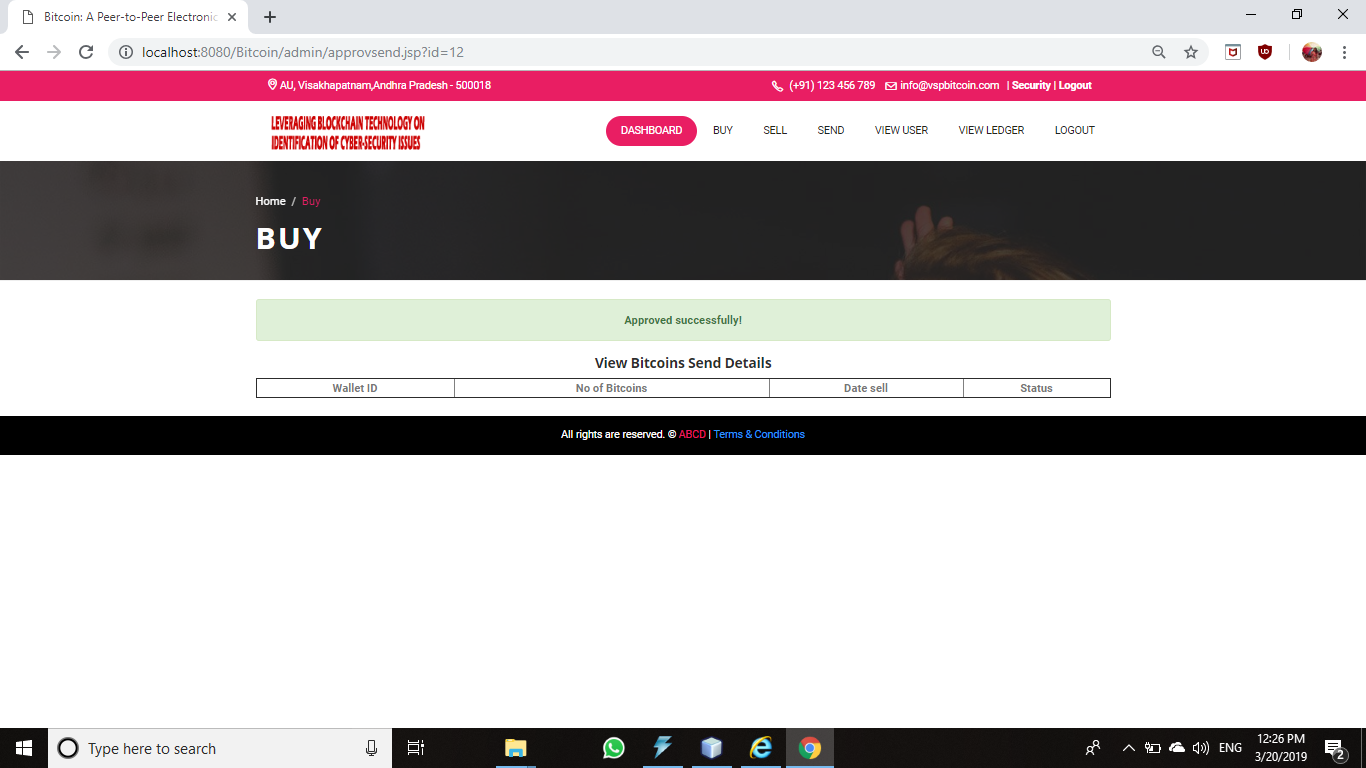 Bitcoin: A Peer-to-Peer Electronic
localhost:8080/Bitcoin/admin/approvsend.jsp?id=12
AU, Visakhapatnam,Andhra Pradesh - 500018
(+91) 123 456 789 info@vspbitcoin.com | Security | Logout
LEVERAGING BLOCKCHAIN TECHNOLOGY ON
IDENTIFICATION OF CYBER-SECURITY ISSUES
DASHBOARD BUY SELL SEND VIEW USER VIEW LEDGER LOGOUT
Home / Buy
BUY
Approved successfully!
View Bitcoins Send Details
Wallet ID No of Bitcoins Date sell Status
All rights are reserved. © ABCD | Terms & Conditions
Type here to search
ENG
12:26 PM
3/20/2019
2